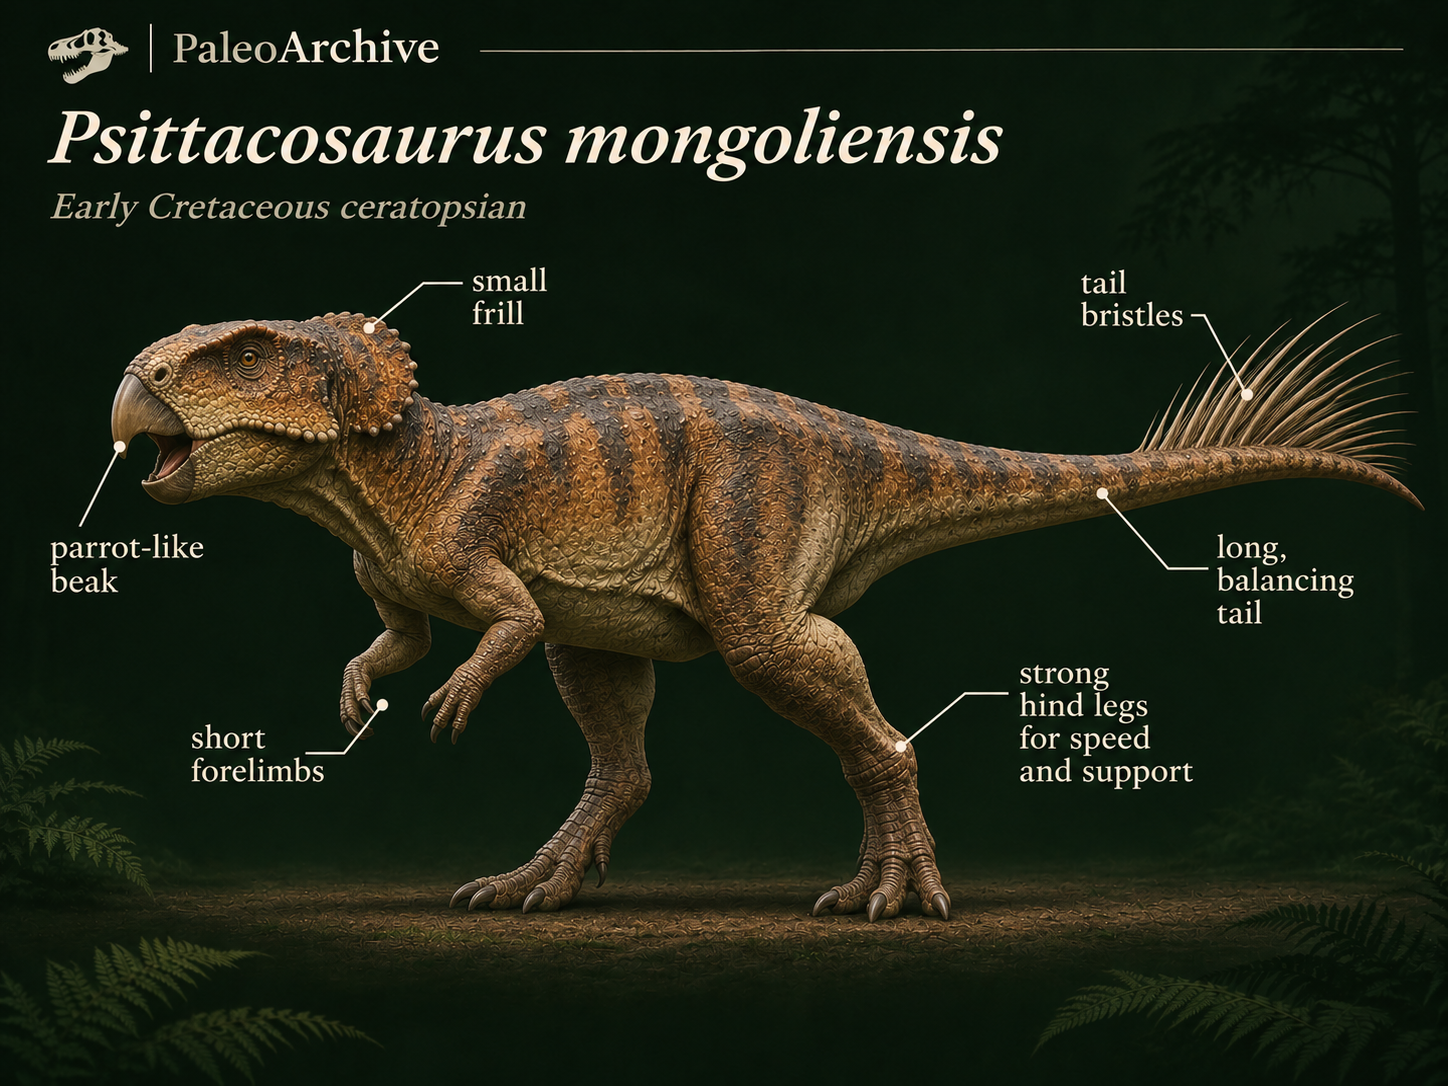 PaleoArchive
Psittacosaurus mongoliensis
Early Cretaceous ceratopsian
small
frill
tail
bristles
parrot-like
beak
long,
balancing
tail
strong
hind legs
for speed
and support
short
forelimbs